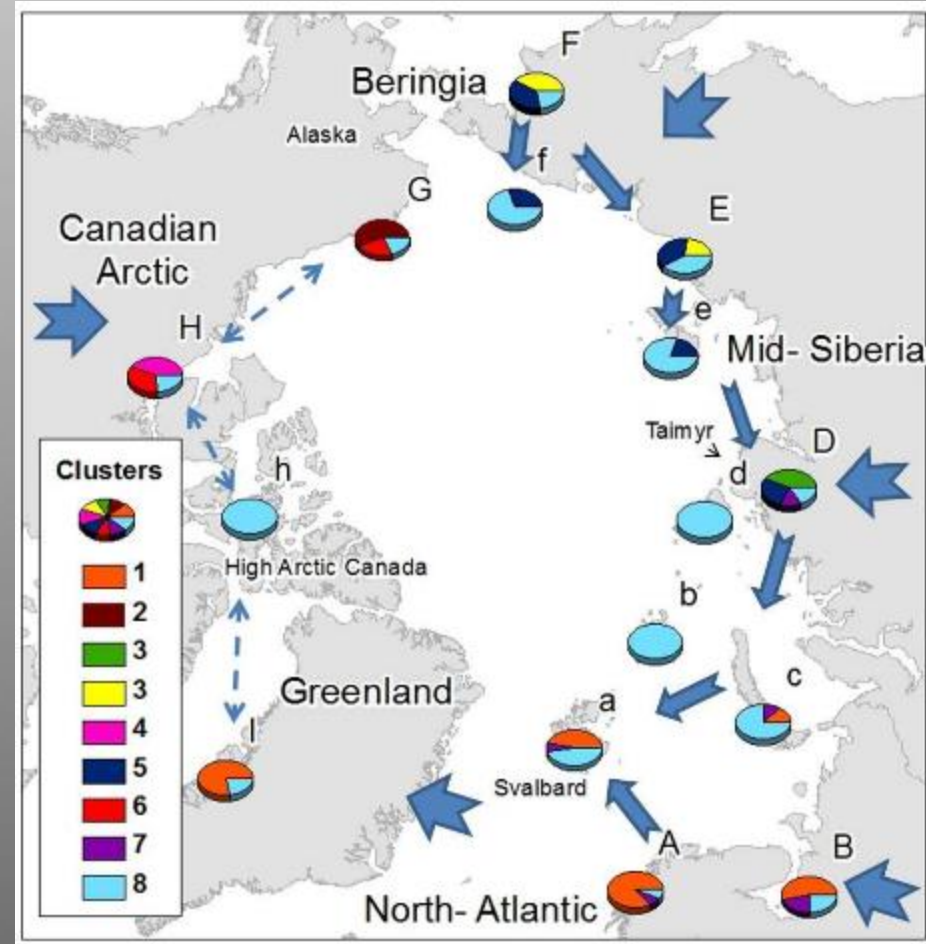 F
Beringia
Alaska
f
G
E
Canadian
Arctic
e
H
Mid- Siberia
Taimyr
D
d
Clusters
h
1
High Arctic Canada
2
b
3
3
c
Greenland
a
4
5
I
Svalbard
6
A
B
7
8
North- Atlantic